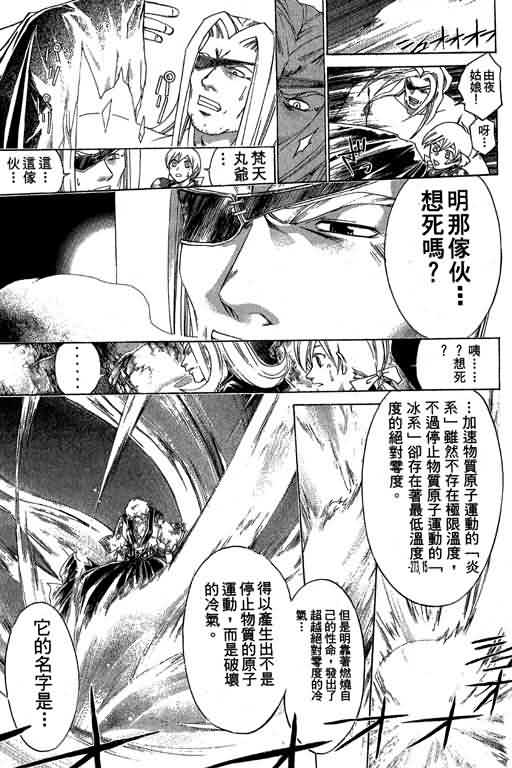 由夜
姑娘！
呀…
梵天
丸爺
這…
這傢
伙…
明那傢伙…
想死嗎？
咦……
？想死
？
……
…加速物質原子運動的「炎
系」雖然不存在極限溫度，
不過停止物質原子運動的「
冰系」卻存在著最低溫度-273.15
度的絕對零度。
但是明靠著燃燒自
己的性命，發出了
超越絕對零度的冷
氣…
得以產生出不是
停止物質的原子
運動，而是破壞
的冷氣。
它的名字是…